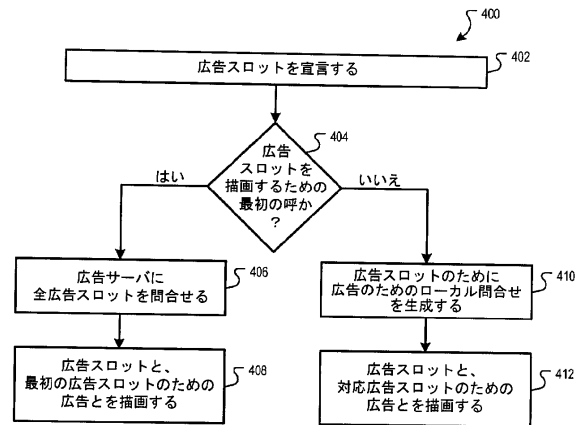 400
広告スロットを宣言する
402
404
広告
スロットを
描画するための
最初の呼か
?
はい
いいえ
広告サーバに
全広告スロットを問合せる
406
広告スロットのために
広告のためのローカル問合せ
を生成する
410
広告スロットと、
最初の広告スロットのための
広告とを描画する
408
広告スロットと、
対応広告スロットのための
広告とを描画する
412